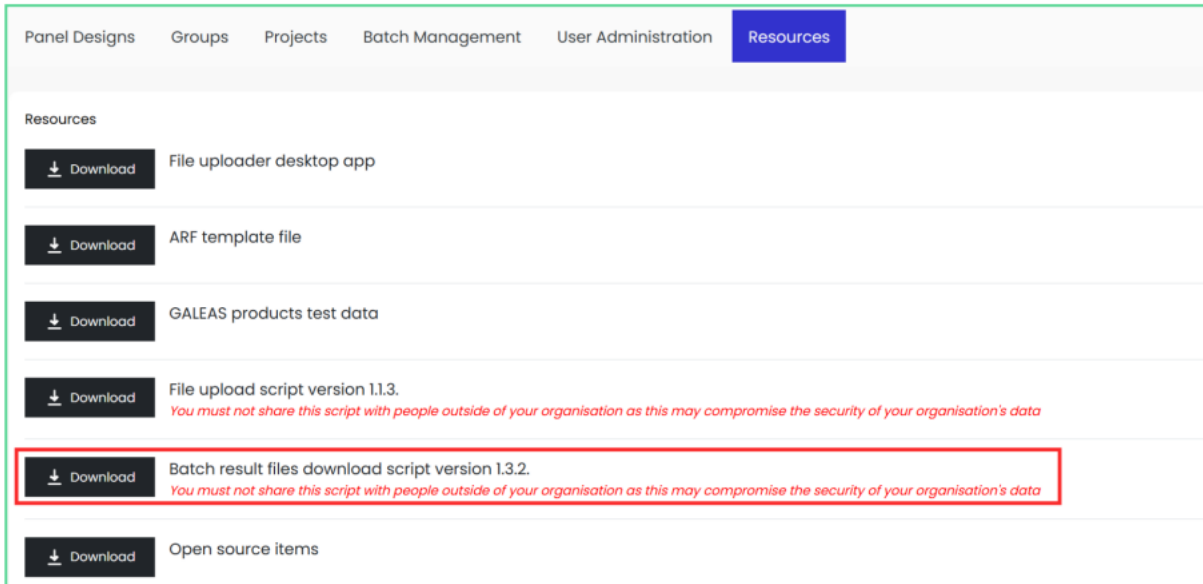 Panel Designs Groups Projects Batch Management User Administration Resources
Resources
Download File uploader desktop app
Download ARF template file
Download GALEAS products test data
Download File upload script version 1.1.3.
You must not share this script with people outside of your organisation as this may compromise the security of your organisation's data
Download Batch result files download script version 1.3.2.
You must not share this script with people outside of your organisation as this may compromise the security of your organisation's data
Download Open source items